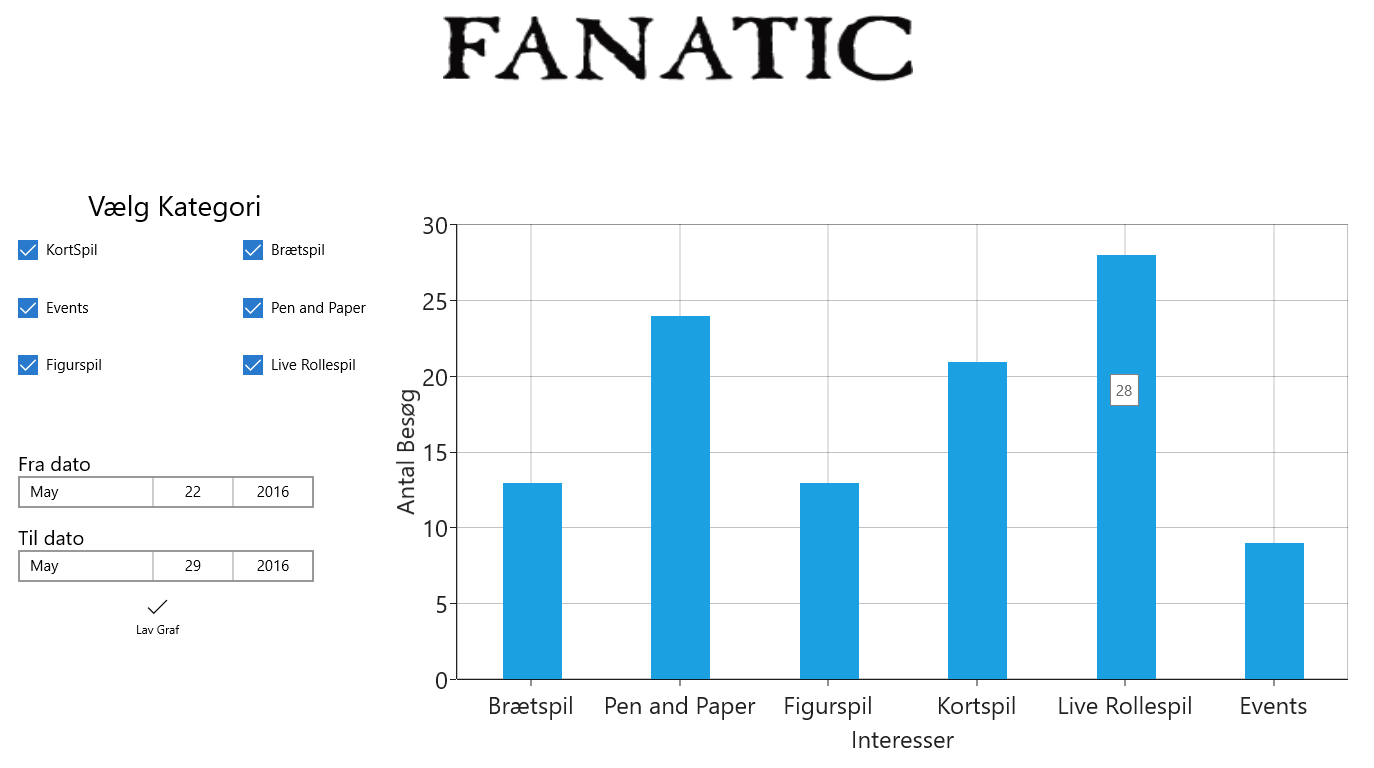 FANATIC
Vælg Kategori
KortSpil
Brætspil
Events
Pen and Paper
Figurspil
Live Rollespil
Fra dato
May 22 2016
Til dato
May 29 2016
Lav Graf
Antal Besøg
30
25
20
15
10
5
0
28
Brætspil Pen and Paper Figurspil Kortspil Live Rollespil Events
Interesser